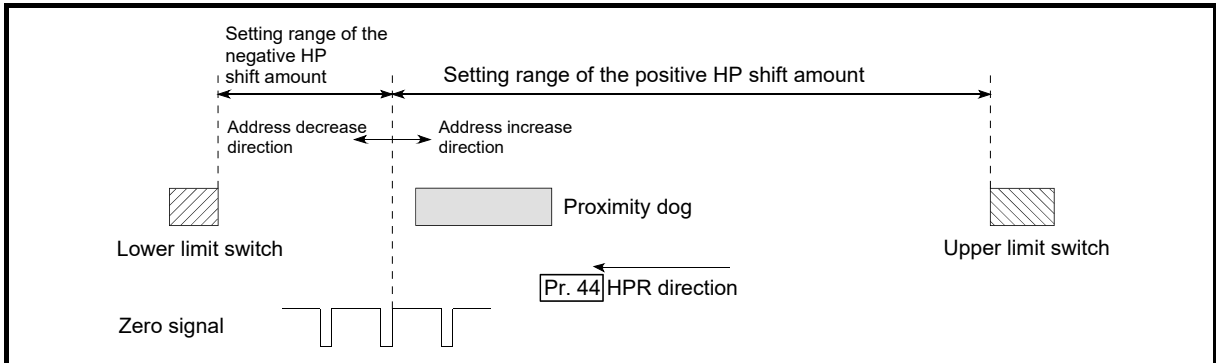 Setting range of the
negative HP
shift amount
Setting range of the positive HP shift amount
Address decrease
direction
Address increase
direction
Proximity dog
Lower limit switch
Upper limit switch
Pr. 44 HPR direction
Zero signal